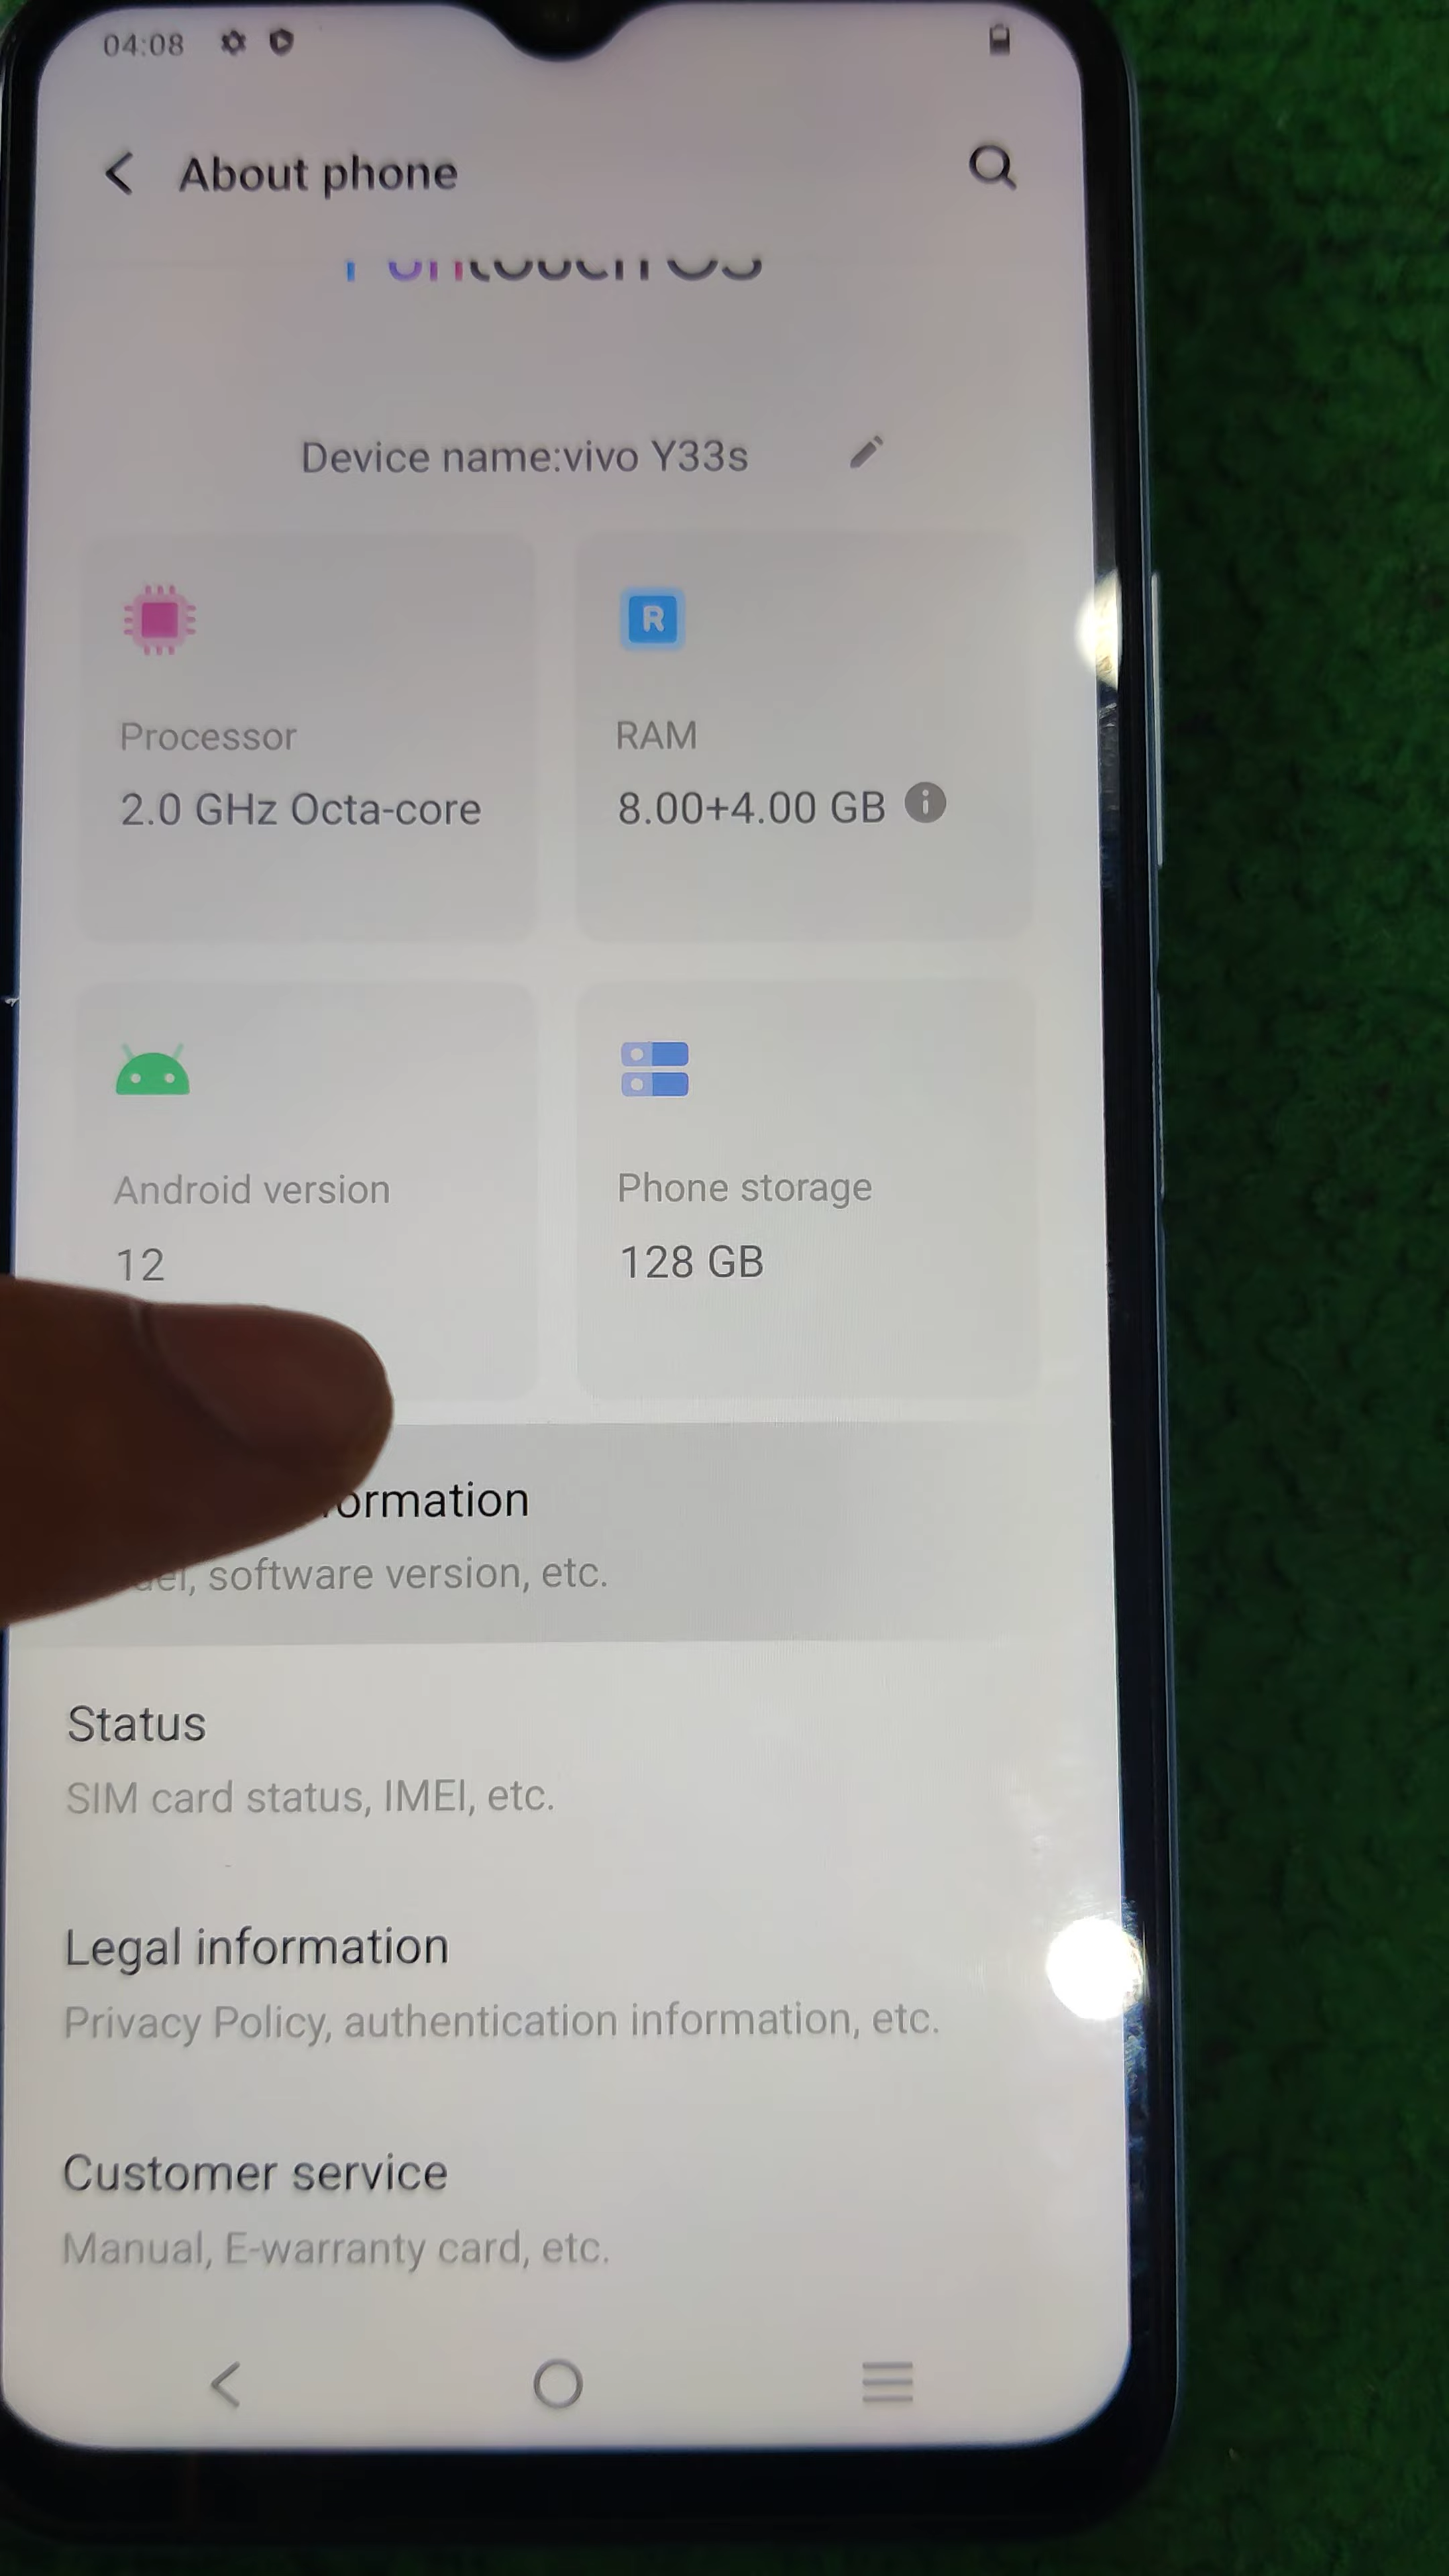 04:08
About phone
Device name:vivo Y33s
R
Processor
2.0 GHz Octa-core
RAM
8.00+4.00 GB
Android version
12
Phone storage
128 GB
software version, etc.
Status
SIM card status, IMEI, etc.
Legal information
Privacy Policy, authentication information, etc.
Customer service
Manual, E-warranty card, etc.